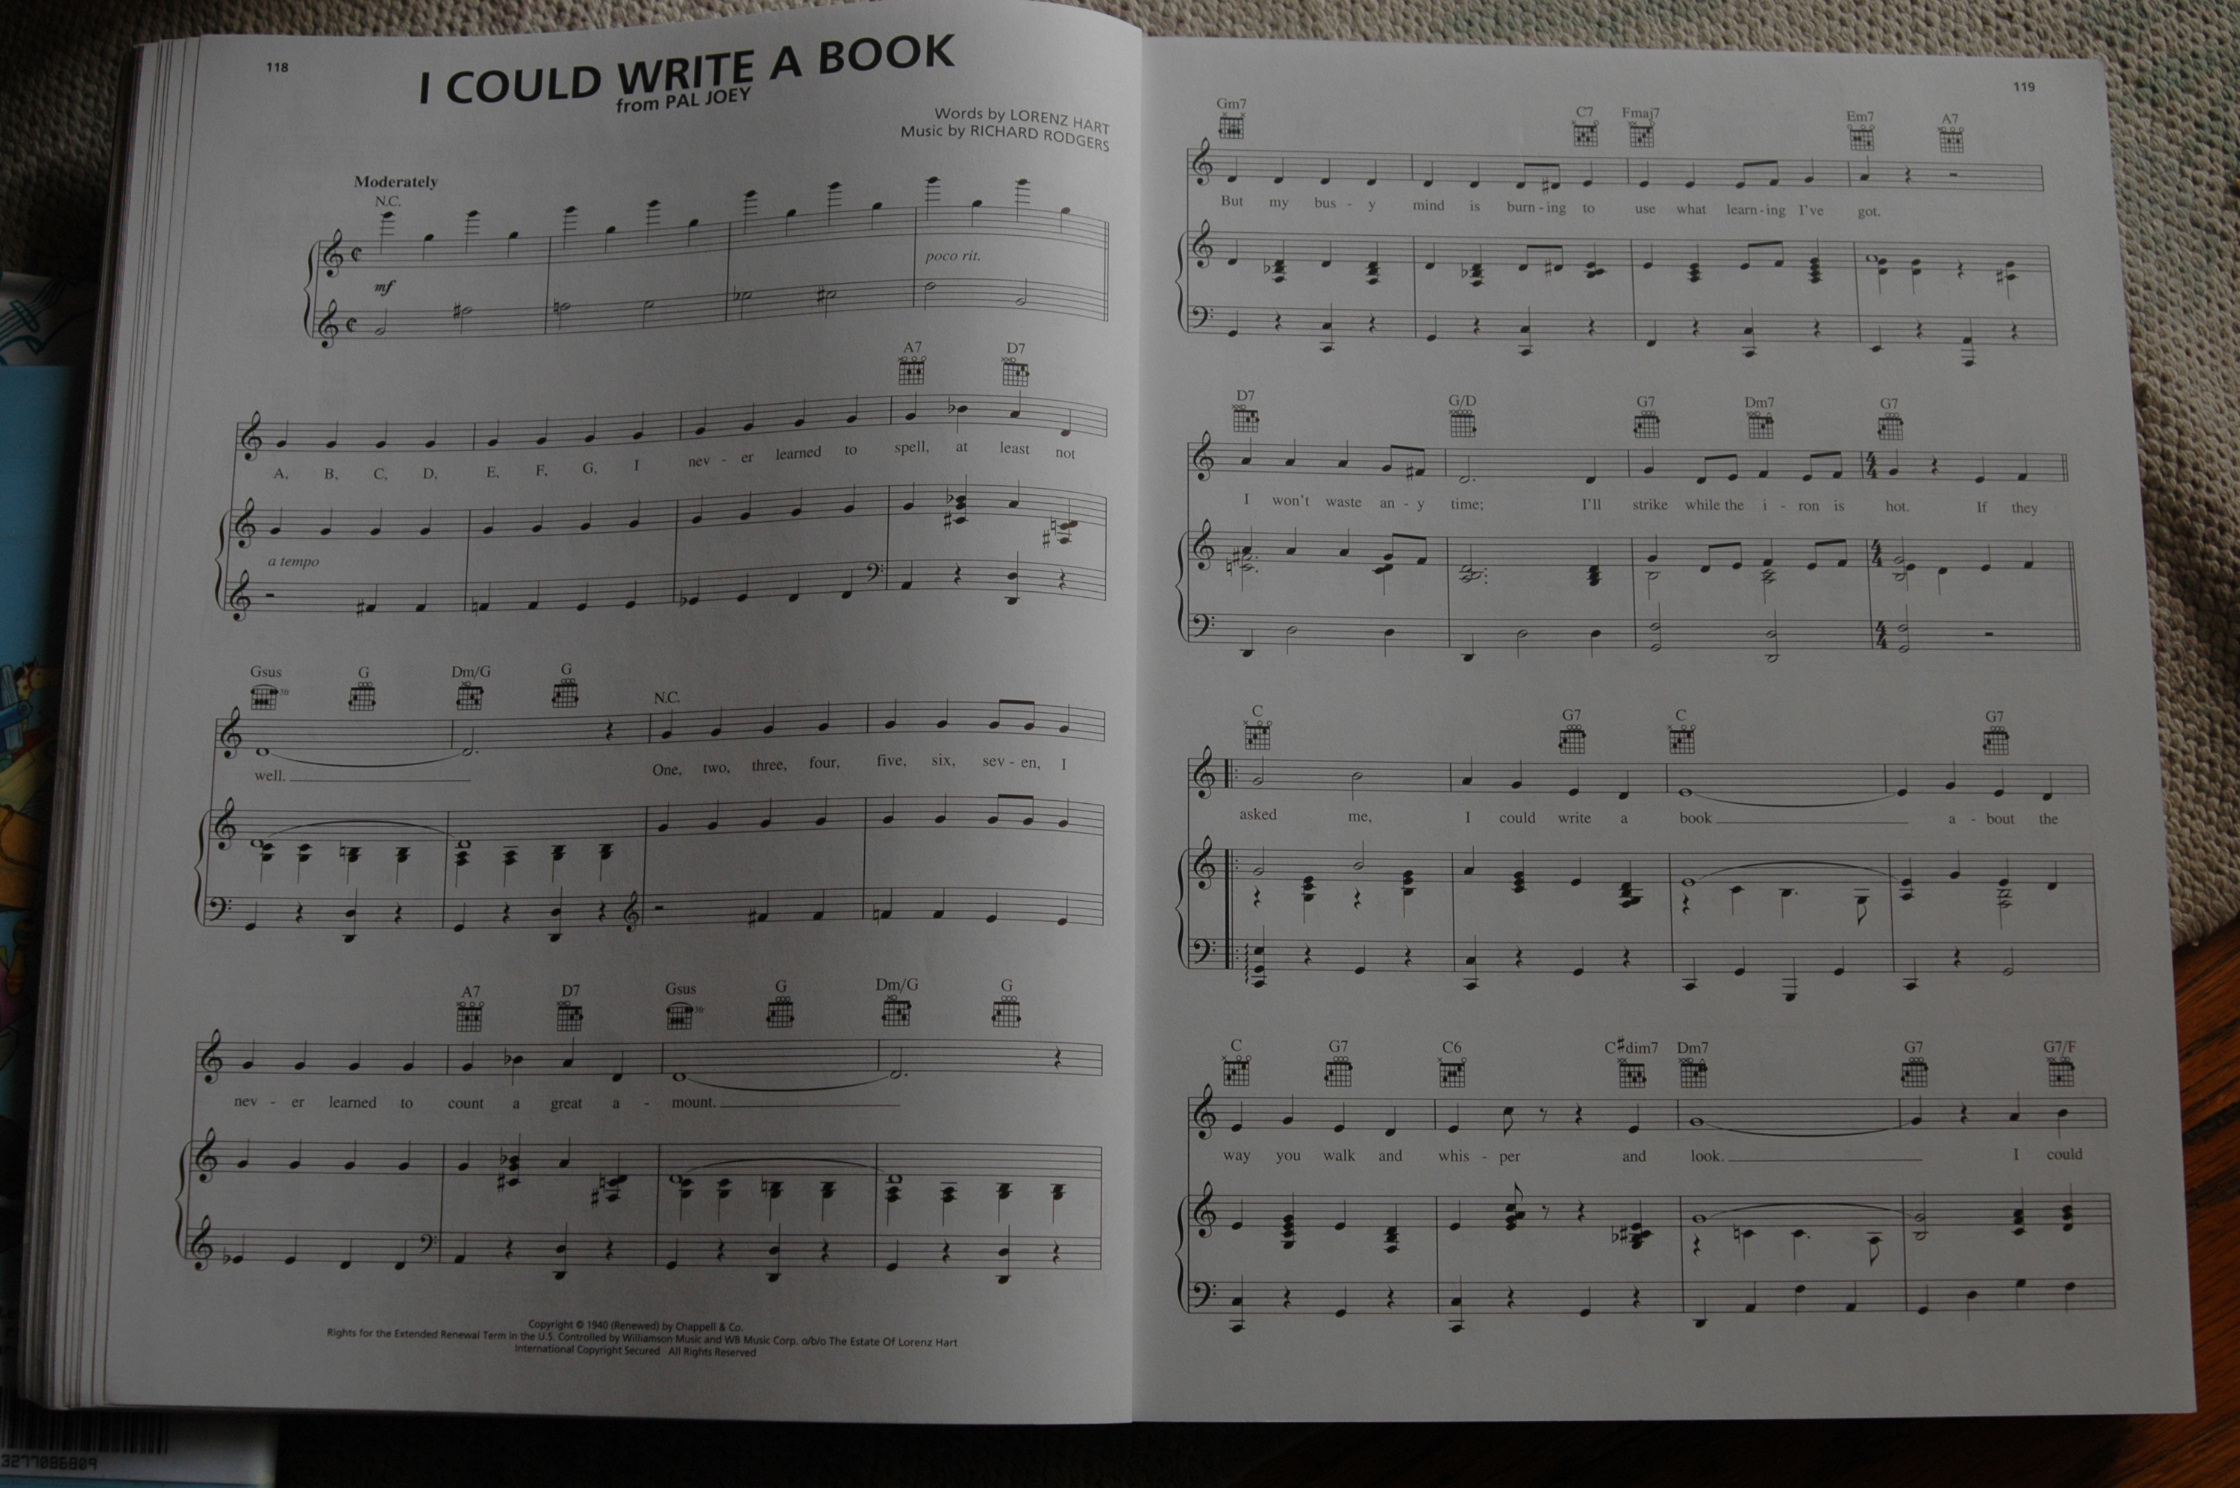 118
I COULD WRITE A BOOK
from PAL JOEY
Words by LORENZ HART
Music by RICHARD RODGERS
Moderately
N.C.
mf
poco rit.
A7 D7
A, B, C, D, E, F, G, I nev - er learned to spell, at least not
a tempo
Gsus G Dm/G G N.C.
well. One, two, three, four, five, six, sev - en, I
A7 D7 Gsus G Dm/G G
nev - er learned to count a great a - mount.
Copyright © 1940 (Renewed) by Chappell & Co.
Rights for the Extended Renewal Term in the U.S. Controlled by Williamson Music and WB Music Corp. o/b/o The Estate Of Lorenz Hart
International Copyright Secured All Rights Reserved
119
Gm7 C7 Fmaj7 Em7 A7
But my bus - y mind is burn - ing to use what learn - ing I've got.
D7 G/D G7 Dm7 G7
I won't waste an - y time; I'll strike while the i - ron is hot. If they
C G7 C G7
asked me, I could write a book a - bout the
C G7 C6 C#dim7 Dm7 G7 G7/F
way you walk and whis - per and look. I could
3277086809